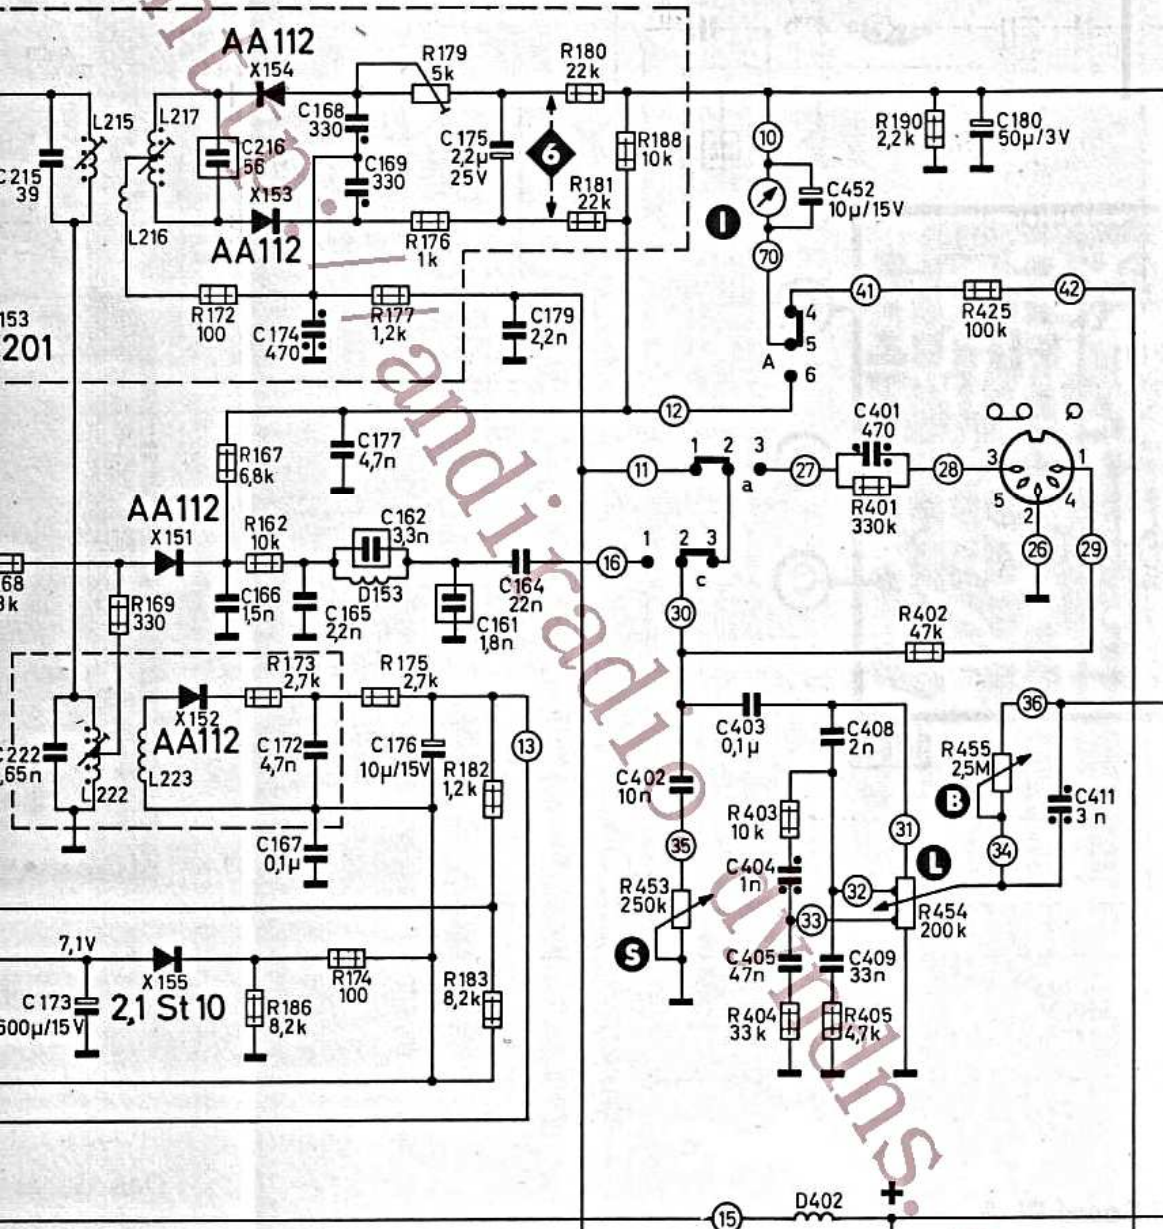 AA112
X154
R179
5k
R180
22k
L215
L217
C216
56
C168
330
C169
330
C175
2,2µ
25V
6
R188
10k
10
R190
2,2k
C180
50µ/3V
C215
39
X153
AA112
L216
R176
1k
R181
22k
I
C452
10µ/15V
70
153
201
R172
100
C174
470
R177
1,2k
C179
2,2n
41
R425
100k
42
4
5
A
6
12
C177
4,7n
R167
6,8k
11
1 2 3
a
27
C401
470
R401
330k
28
3 1
5 4
2
26
29
AA112
X151
R162
10k
C162
3,3n
D153
C164
22n
16
1
2 3
c
68
8k
R169
330
C166
1,5n
C165
2,2n
C161
1,8n
30
R402
47k
R173
2,7k
R175
2,7k
X152
AA112
C222
,65n
L222
L223
C172
4,7n
C176
10µ/15V
R182
1,2k
13
C167
0,1µ
C403
0,1µ
C408
2n
C402
10n
R403
10k
36
R455
2,5M
B
C411
3n
31
34
35
C404
1n
L
32
33
R454
200k
R453
250k
S
C405
47n
C409
33n
R404
33k
R405
4,7k
7,1V
X155
2,1 St 10
C173
500µ/15V
R186
8,2k
R174
100
R183
8,2k
15
D402
+
andiradio
dyndns.